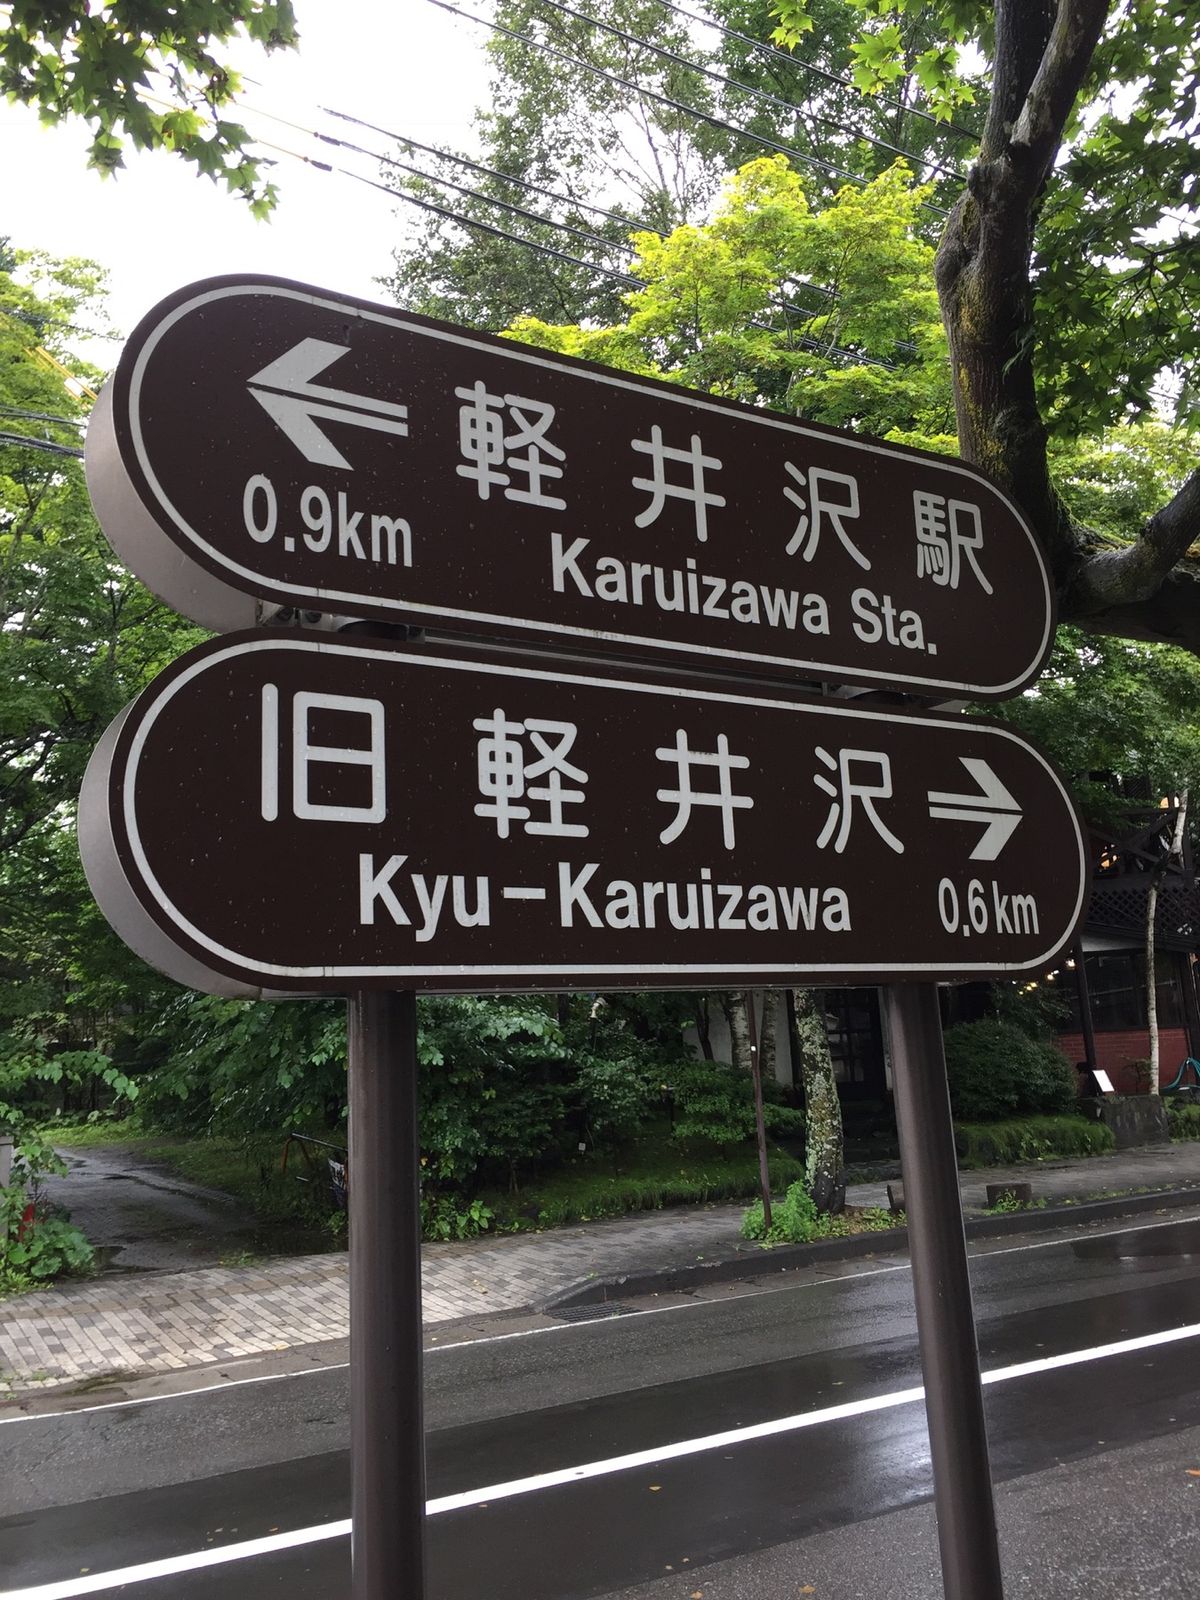 ← 軽井沢駅
0.9km Karuizawa Sta.
旧軽井沢 →
Kyu-Karuizawa 0.6km